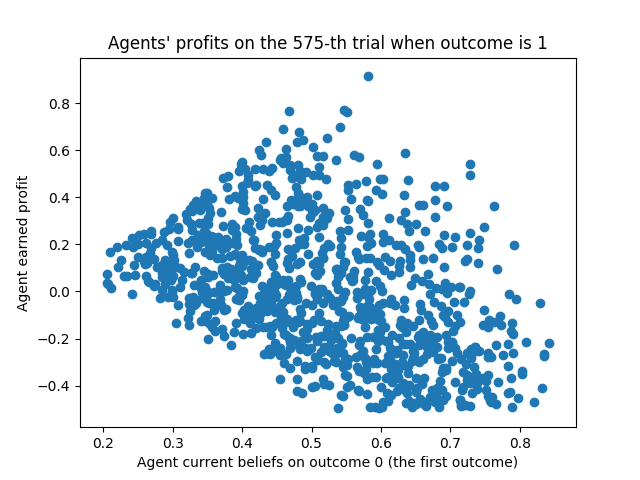 Agents' profits on the 575-th trial when outcome is 1
Agent earned profit
0.8
0.6
0.4
0.2
0.0
−0.2
−0.4
0.2 0.3 0.4 0.5 0.6 0.7 0.8
Agent current beliefs on outcome 0 (the first outcome)